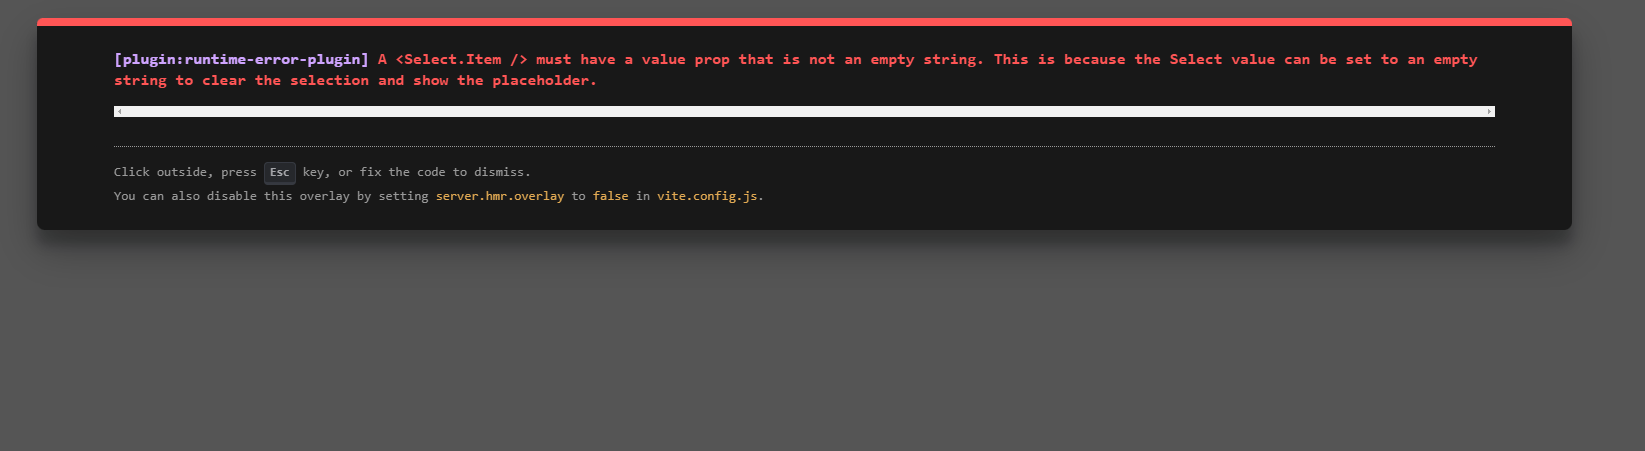 [plugin:runtime-error-plugin] A <Select.Item /> must have a value prop that is not an empty string. This is because the Select value can be set to an empty
string to clear the selection and show the placeholder.
Click outside, press Esc key, or fix the code to dismiss.
You can also disable this overlay by setting server.hmr.overlay to false in vite.config.js.